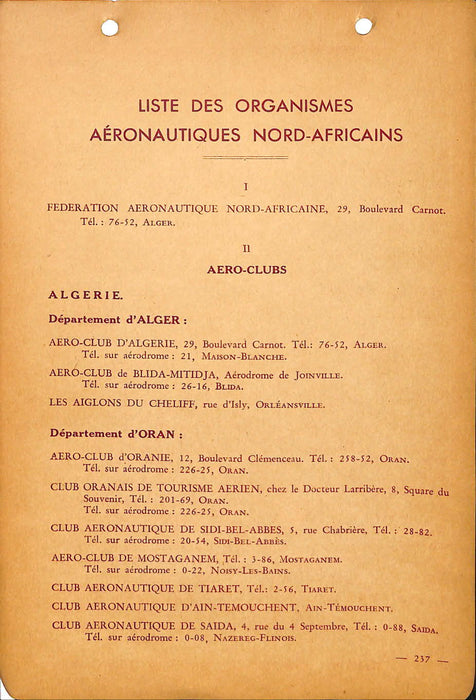 LISTE DES ORGANISMES
AÉRONAUTIQUES NORD-AFRICAINS
I
FEDERATION AERONAUTIQUE NORD-AFRICAINE, 29, Boulevard Carnot.
Tél. : 76-52, ALGER.
II
AERO-CLUBS
ALGERIE.
Département d'ALGER :
AERO-CLUB D'ALGERIE, 29, Boulevard Carnot. Tél.: 76-52, ALGER.
Tél. sur aérodrome : 21, MAISON-BLANCHE.
AERO-CLUB de BLIDA-MITIDJA, Aérodrome de JOINVILLE.
Tél. sur aérodrome : 26-16, BLIDA.
LES AIGLONS DU CHELIFF, rue d'Isly, ORLÉANSVILLE.
Département d'ORAN :
AERO-CLUB d'ORANIE, 12, Boulevard Clémenceau. Tél. : 258-52, ORAN.
Tél. sur aérodrome : 226-25, ORAN.
CLUB ORANAIS DE TOURISME AERIEN, chez le Docteur Larribère, 8, Square du
Souvenir, Tél. : 201-69, ORAN.
Tél. sur aérodrome : 226-25, ORAN.
CLUB AERONAUTIQUE DE SIDI-BEL-ABBES, 5, rue Chabrière, Tél. : 28-82.
Tél. sur aérodrome : 20-54, SIDI-BEL-ABBÈS.
AERO-CLUB DE MOSTAGANEM, Tél. : 3-86, MOSTAGANEM.
Tél. sur aérodrome : 0-22, NOISY-LES-BAINS.
CLUB AERONAUTIQUE DE TIARET, Tél.: 2-56, TIARET.
CLUB AERONAUTIQUE D'AIN-TEMOUCHENT, AIN-TÉMOUCHENT.
CLUB AERONAUTIQUE DE SAIDA, 4, rue du 4 Septembre, Tél. : 0-88, SAIDA.
Tél. sur aérodrome : 0-08, NAZEREG-FLINOIS.
— 237 —